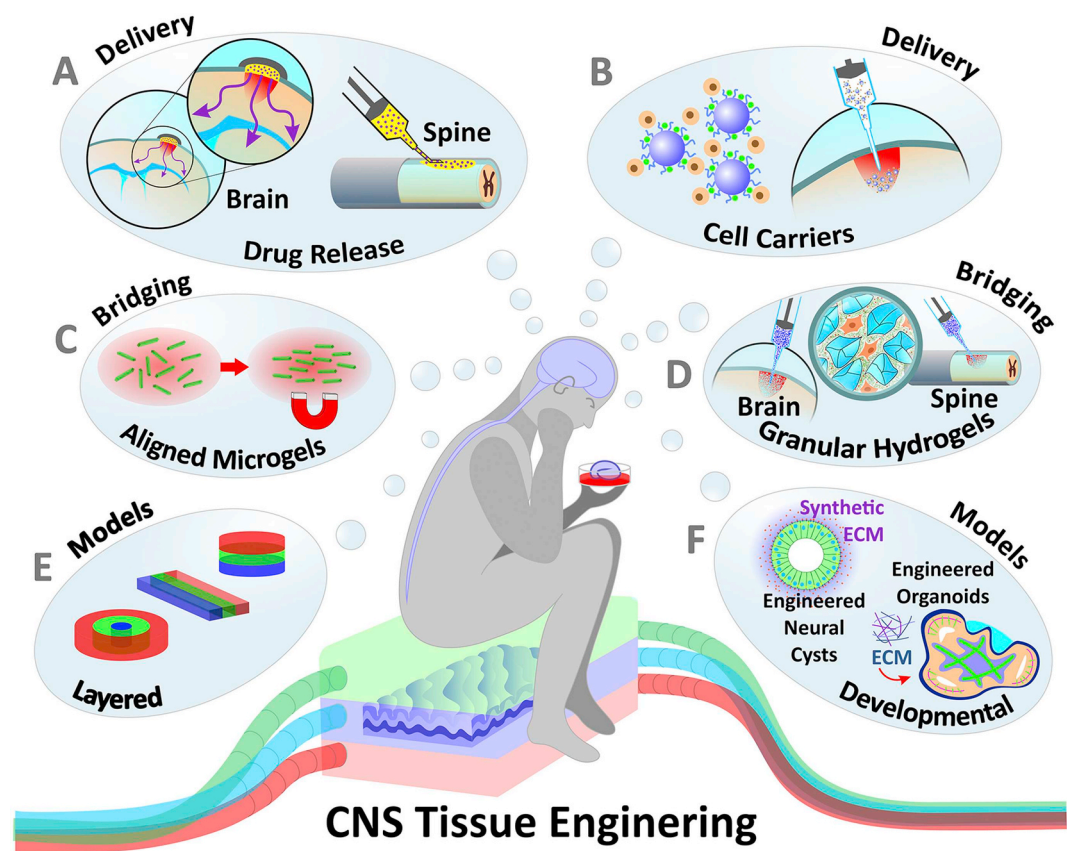 A
Delivery
Brain
Spine
Drug Release
B
Delivery
Cell Carriers
C
Bridging
Aligned Microgels
D
Bridging
Brain
Spine
Granular Hydrogels
E
Models
Layered
F
Models
Synthetic
ECM
Engineered
Neural
Cysts
Engineered
Organoids
ECM
Developmental
CNS Tissue Enginering